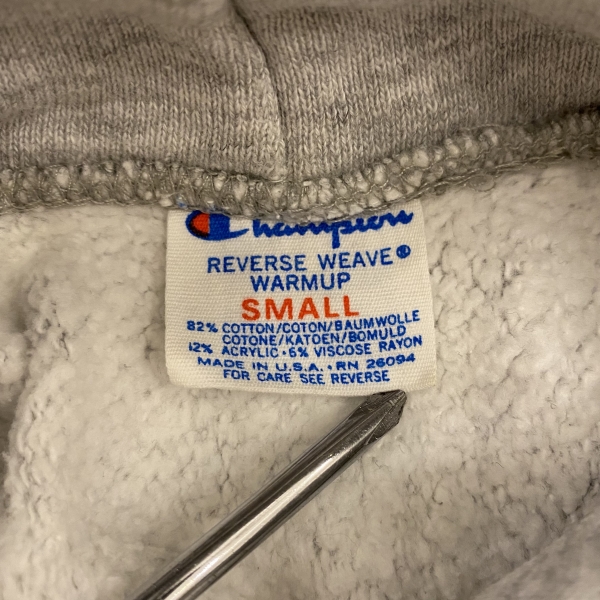 Champion
REVERSE WEAVE®
WARMUP
SMALL
82% COTTON/COTON/BAUMWOLLE
COTONE/KATOEN/BOMULD
12% ACRYLIC • 6% VISCOSE RAYON
MADE IN U.S.A. • RN 26094
FOR CARE SEE REVERSE